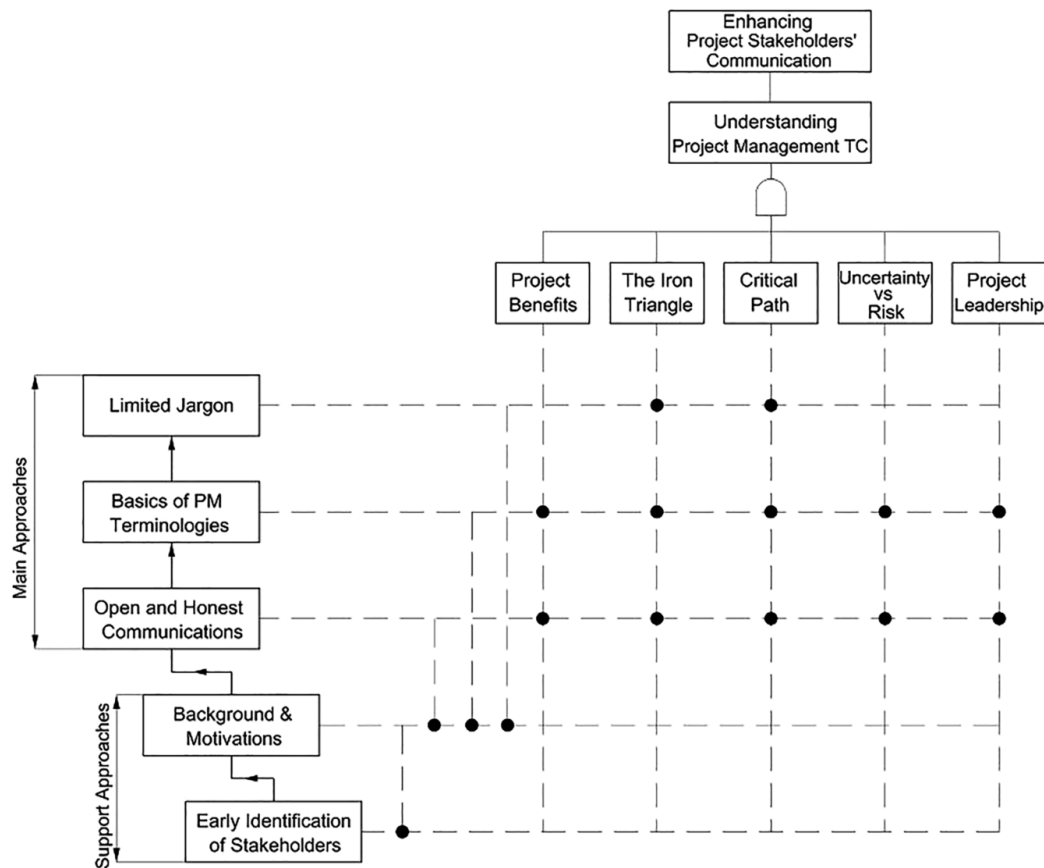 Enhancing
Project Stakeholders'
Communication
Understanding
Project Management TC
Project
Benefits
The Iron
Triangle
Critical
Path
Uncertainty
vs
Risk
Project
Leadership
Main Approaches
Limited Jargon
Basics of PM
Terminologies
Open and Honest
Communications
Support Approaches
Background &
Motivations
Early Identification
of Stakeholders